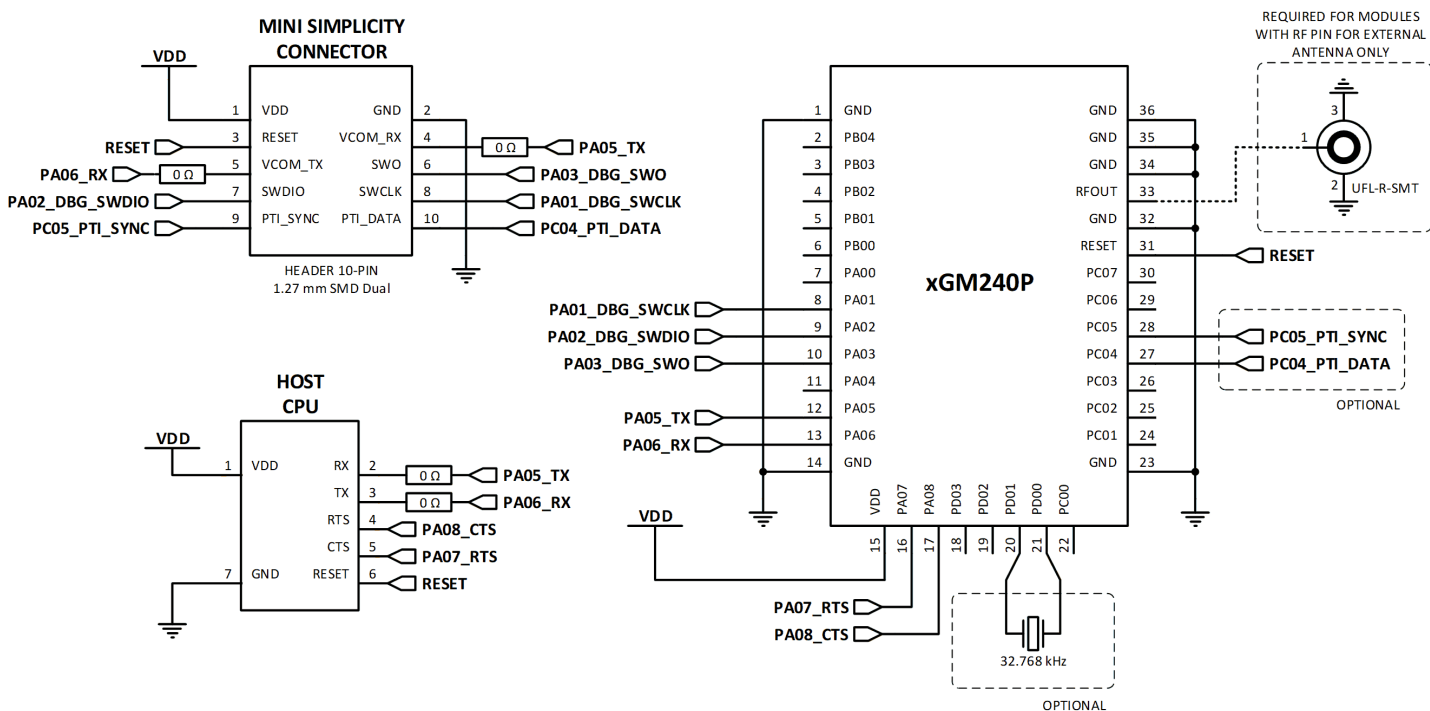 MINI SIMPLICITY
CONNECTOR
VDD
1 VDD GND 2
RESET 3 RESET VCOM_RX 4 0 Ω PA05_TX
PA06_RX 0 Ω 5 VCOM_TX SWO 6 PA03_DBG_SWO
PA02_DBG_SWDIO 7 SWDIO SWCLK 8 PA01_DBG_SWCLK
PC05_PTI_SYNC 9 PTI_SYNC PTI_DATA 10 PC04_PTI_DATA
HEADER 10-PIN
1.27 mm SMD Dual
HOST
CPU
VDD
1 VDD RX 2 0 Ω PA05_TX
TX 3 0 Ω PA06_RX
RTS 4 PA08_CTS
CTS 5 PA07_RTS
7 GND RESET 6 RESET
xGM240P
1 GND GND 36
2 PB04 GND 35
3 PB03 GND 34
4 PB02 RFOUT 33
5 PB01 GND 32
6 PB00 RESET 31 RESET
7 PA00 PC07 30
PA01_DBG_SWCLK 8 PA01 PC06 29
PA02_DBG_SWDIO 9 PA02 PC05 28 PC05_PTI_SYNC
PA03_DBG_SWO 10 PA03 PC04 27 PC04_PTI_DATA
11 PA04 PC03 26
OPTIONAL
PA05_TX 12 PA05 PC02 25
PA06_RX 13 PA06 PC01 24
14 GND GND 23
VDD PA07 PA08 PD03 PD02 PD01 PD00 PC00
15 16 17 18 19 20 21 22
VDD
PA07_RTS
PA08_CTS
32.768 kHz
OPTIONAL
REQUIRED FOR MODULES
WITH RF PIN FOR EXTERNAL
ANTENNA ONLY
3
1
2
UFL-R-SMT